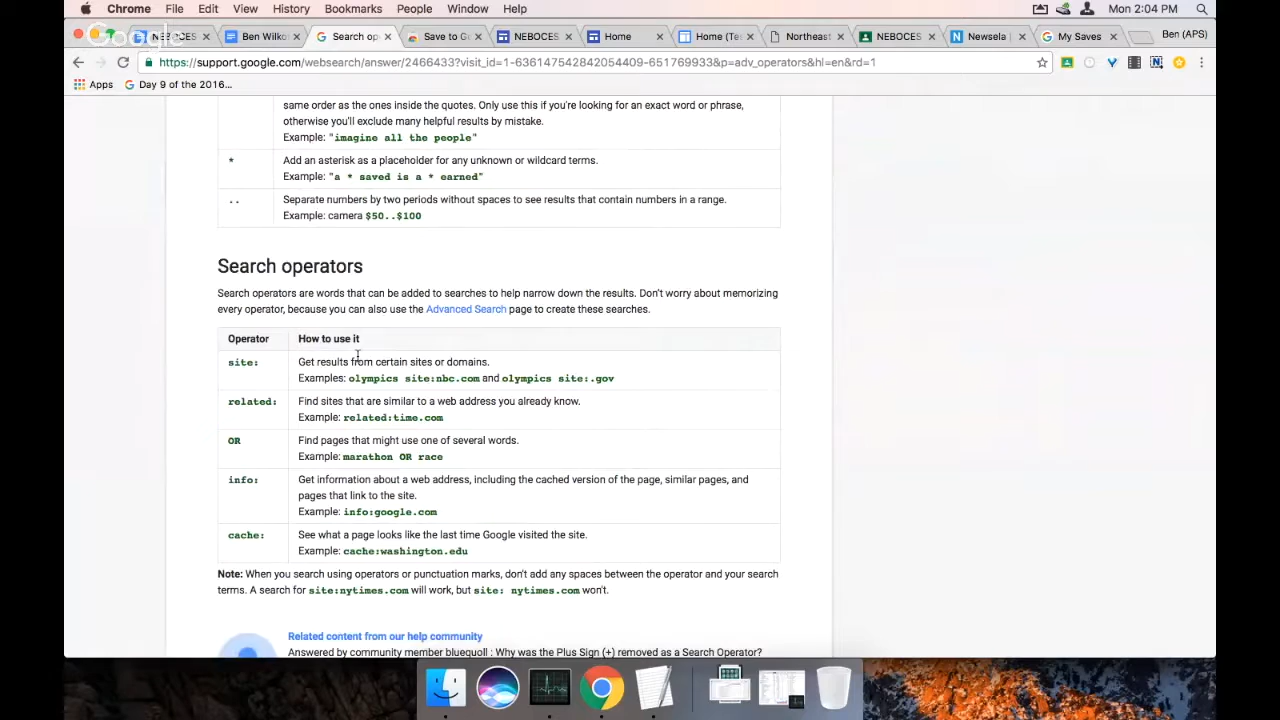 Chrome File Edit View History Bookmarks People Window Help Mon 2:04 PM
Google
NEBOCES Ben Wilko Search op Save to Go NEBOCES Home Home (Tes Northeast NEBOCES Newsela My Saves Ben (APS)
https://support.google.com/websearch/answer/2466433?visit_id=1-636147542842054409-651769933&p=adv_operators&hl=en&rd=1
Apps Day 9 of the 2016...
same order as the ones inside the quotes. Only use this if you're looking for an exact word or phrase,
otherwise you'll exclude many helpful results by mistake.
Example: "imagine all the people"
* Add an asterisk as a placeholder for any unknown or wildcard terms.
Example: "a * saved is a * earned"
.. Separate numbers by two periods without spaces to see results that contain numbers in a range.
Example: camera $50..$100
Search operators
Search operators are words that can be added to searches to help narrow down the results. Don't worry about memorizing
every operator, because you can also use the Advanced Search page to create these searches.
Operator How to use it
site: Get results from certain sites or domains.
Examples: olympics site:nbc.com and olympics site:.gov
related: Find sites that are similar to a web address you already know.
Example: related:time.com
OR Find pages that might use one of several words.
Example: marathon OR race
info: Get information about a web address, including the cached version of the page, similar pages, and
pages that link to the site.
Example: info:google.com
cache: See what a page looks like the last time Google visited the site.
Example: cache:washington.edu
Note: When you search using operators or punctuation marks, don't add any spaces between the operator and your search
terms. A search for site:nytimes.com will work, but site: nytimes.com won't.
Related content from our help community
Answered by community member bluequoll : Why was the Plus Sign (+) removed as a Search Operator?